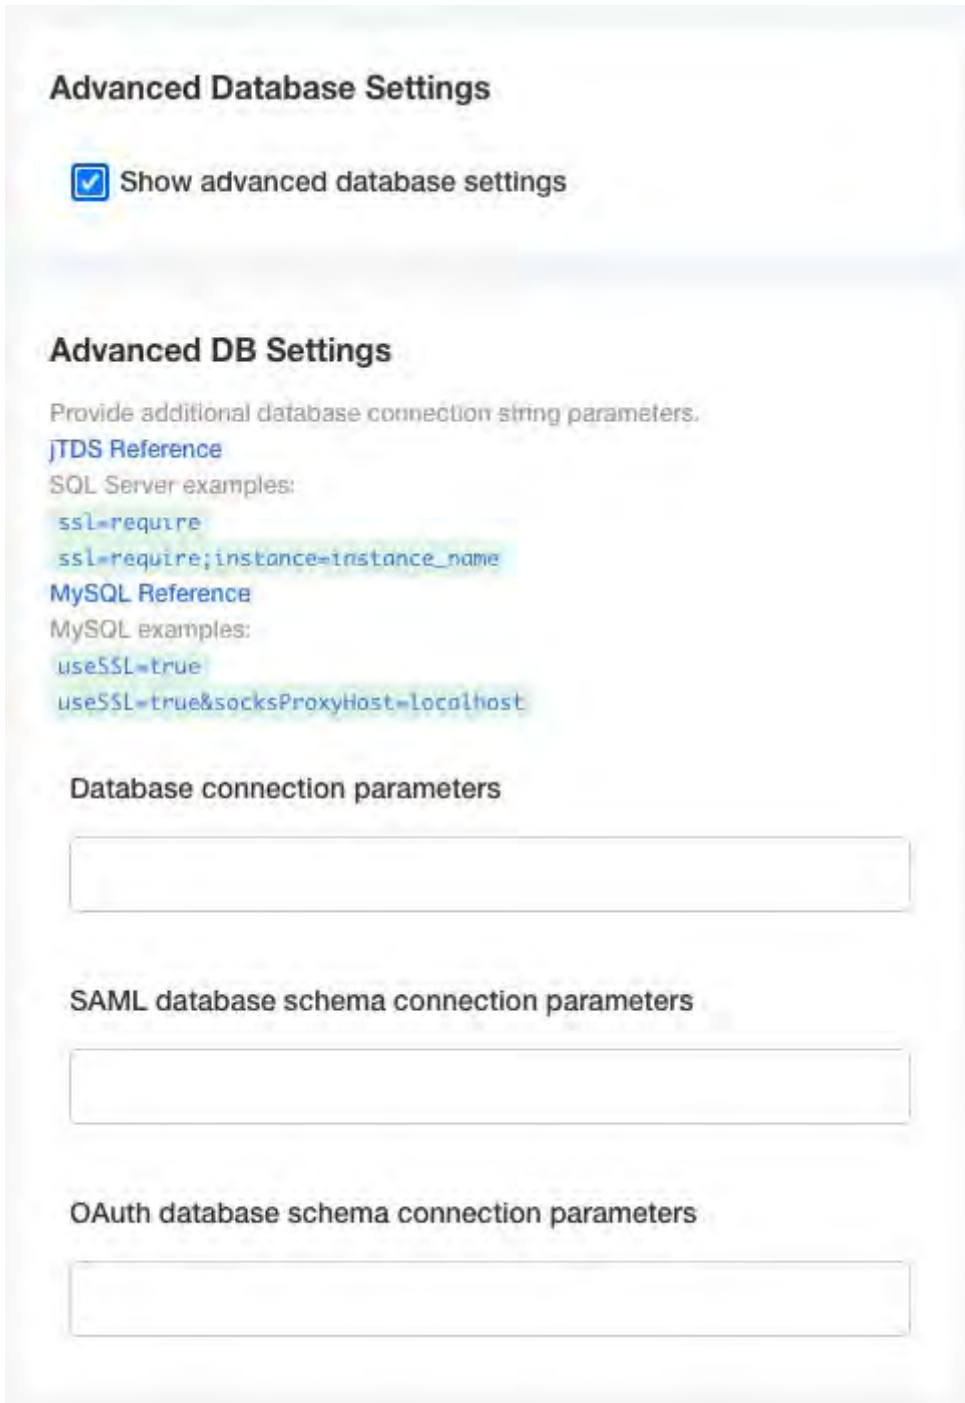 Advanced Database Settings
Show advanced database settings
Advanced DB Settings
Provide additional database connection string parameters.
jTDS Reference
SQL Server examples:
ssl=require
ssl=require;instance=instance_name
MySQL Reference
MySQL examples:
useSSL=true
useSSL=true&socksProxyHost=localhost
Database connection parameters
SAML database schema connection parameters
OAuth database schema connection parameters